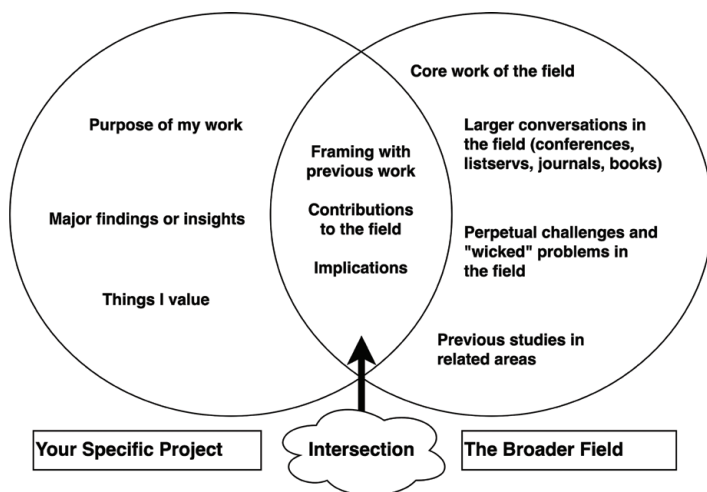 Purpose of my work
Major findings or insights
Things I value
Framing with
previous work
Contributions
to the field
Implications
Core work of the field
Larger conversations in
the field (conferences,
listservs, journals, books)
Perpetual challenges and
"wicked" problems in
the field
Previous studies in
related areas
Your Specific Project
Intersection
The Broader Field